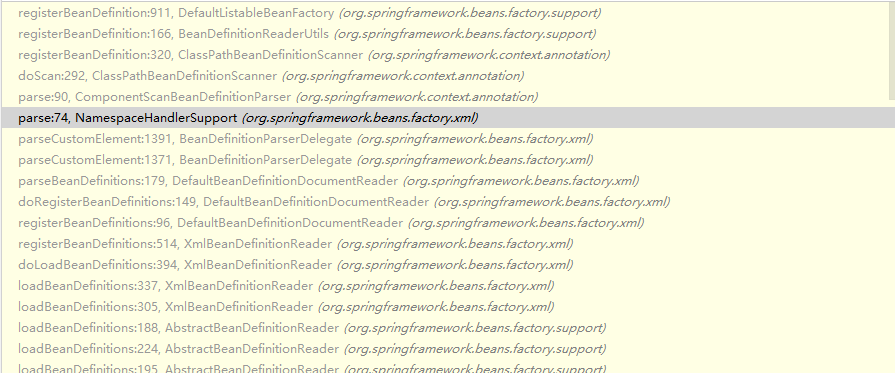 registerBeanDefinition:911, DefaultListableBeanFactory (org.springframework.beans.factory.support)
registerBeanDefinition:166, BeanDefinitionReaderUtils (org.springframework.beans.factory.support)
registerBeanDefinition:320, ClassPathBeanDefinitionScanner (org.springframework.context.annotation)
doScan:292, ClassPathBeanDefinitionScanner (org.springframework.context.annotation)
parse:90, ComponentScanBeanDefinitionParser (org.springframework.context.annotation)
parse:74, NamespaceHandlerSupport (org.springframework.beans.factory.xml)
parseCustomElement:1391, BeanDefinitionParserDelegate (org.springframework.beans.factory.xml)
parseCustomElement:1371, BeanDefinitionParserDelegate (org.springframework.beans.factory.xml)
parseBeanDefinitions:179, DefaultBeanDefinitionDocumentReader (org.springframework.beans.factory.xml)
doRegisterBeanDefinitions:149, DefaultBeanDefinitionDocumentReader (org.springframework.beans.factory.xml)
registerBeanDefinitions:96, DefaultBeanDefinitionDocumentReader (org.springframework.beans.factory.xml)
registerBeanDefinitions:514, XmlBeanDefinitionReader (org.springframework.beans.factory.xml)
doLoadBeanDefinitions:394, XmlBeanDefinitionReader (org.springframework.beans.factory.xml)
loadBeanDefinitions:337, XmlBeanDefinitionReader (org.springframework.beans.factory.xml)
loadBeanDefinitions:305, XmlBeanDefinitionReader (org.springframework.beans.factory.xml)
loadBeanDefinitions:188, AbstractBeanDefinitionReader (org.springframework.beans.factory.support)
loadBeanDefinitions:224, AbstractBeanDefinitionReader (org.springframework.beans.factory.support)
loadBeanDefinitions:195, AbstractBeanDefinitionReader (org.springframework.beans.factory.support)